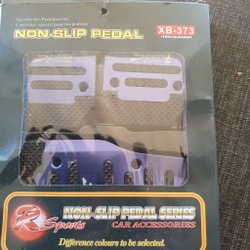 NON-SLIP PEDAL
XB-373
R
Sports
NON-SLIP PEDAL SERIES
CAR ACCESSORIES
Difference colours to be selected.